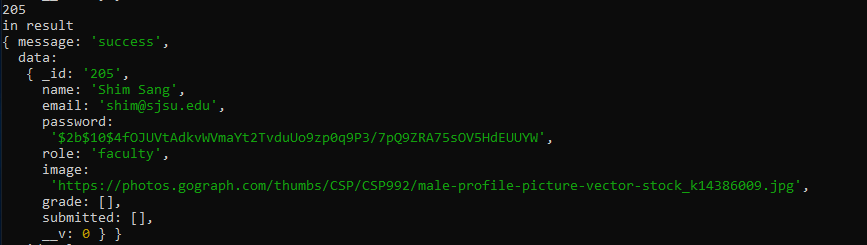 205
in result
{ message: 'success',
  data:
   { _id: '205',
     name: 'Shim Sang',
     email: 'shim@sjsu.edu',
     password:
      '$2b$10$4fOJUVtAdkvWVmaYt2TvduUo9zp0q9P3/7pQ9ZRA75sOV5HdEUUYW',
     role: 'faculty',
     image:
      'https://photos.gograph.com/thumbs/CSP/CSP992/male-profile-picture-vector-stock_k14386009.jpg',
     grade: [],
     submitted: [],
     __v: 0 } }